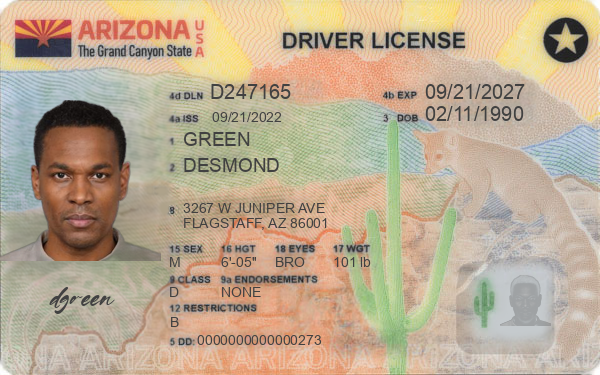 ARIZONA USA
The Grand Canyon State
DRIVER LICENSE
4d DLN D247165 4b EXP 09/21/2027
4a ISS 09/21/2022 3 DOB 02/11/1990
1 GREEN
2 DESMOND
8 3267 W JUNIPER AVE
FLAGSTAFF, AZ 86001
15 SEX 16 HGT 18 EYES 17 WGT
M 6'-05" BRO 101 lb
9 CLASS 9a ENDORSEMENTS
D NONE
dgreen
12 RESTRICTIONS
B
5 DD: 0000000000000273
ARIZONA ARIZONA ARIZONA ARIZONA